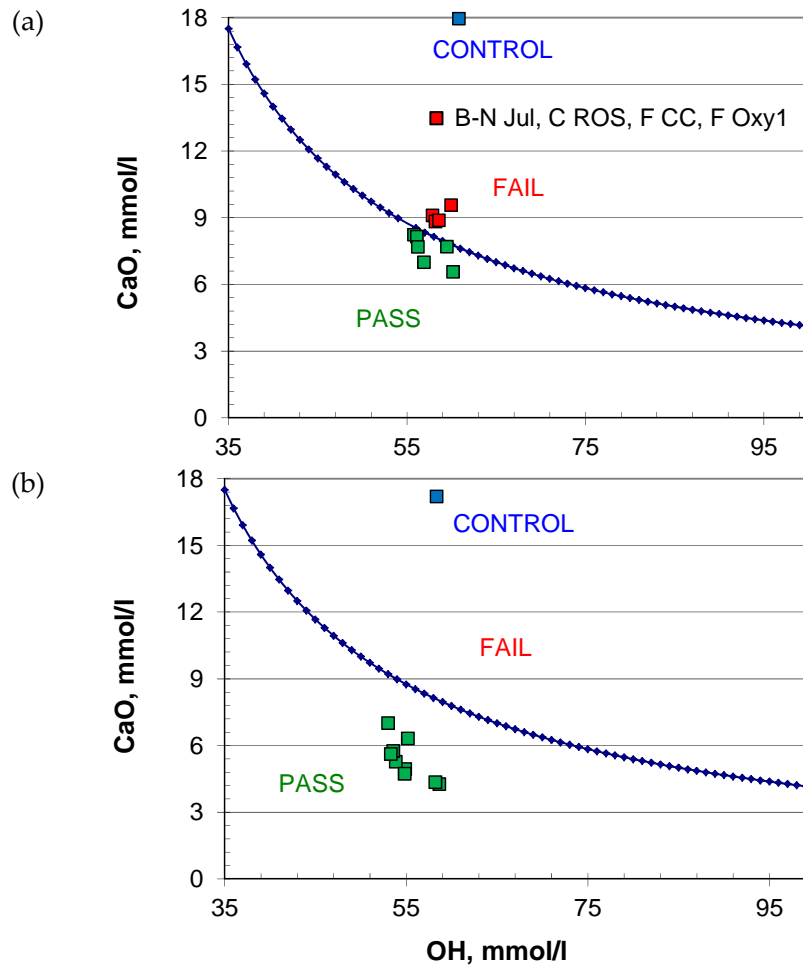 (a)
18
15
12
9
6
3
0
CaO, mmol/l
CONTROL
B-N Jul, C ROS, F CC, F Oxy1
FAIL
PASS
35 55 75 95
(b)
18
15
12
9
6
3
0
CaO, mmol/l
CONTROL
FAIL
PASS
35 55 75 95
OH, mmol/l